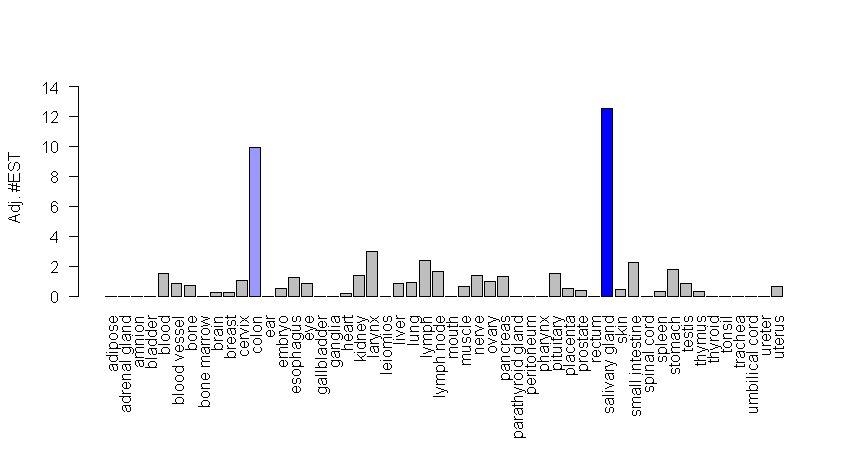 Adj. #EST
14
12
10
8
6
4
2
0
adipose
adrenal gland
amnion
bladder
blood
blood vessel
bone
bone marrow
brain
breast
cervix
colon
ear
embryo
esophagus
eye
gallbladder
ganglia
heart
kidney
larynx
leiomios
liver
lung
lymph
lymph node
mouth
muscle
nerve
ovary
pancreas
parathyroid gland
peritoneum
pharynx
pituitary
placenta
prostate
rectum
salivary gland
skin
small intestine
spinal cord
spleen
stomach
testis
thymus
thyroid
tonsil
trachea
umbilical cord
ureter
uterus